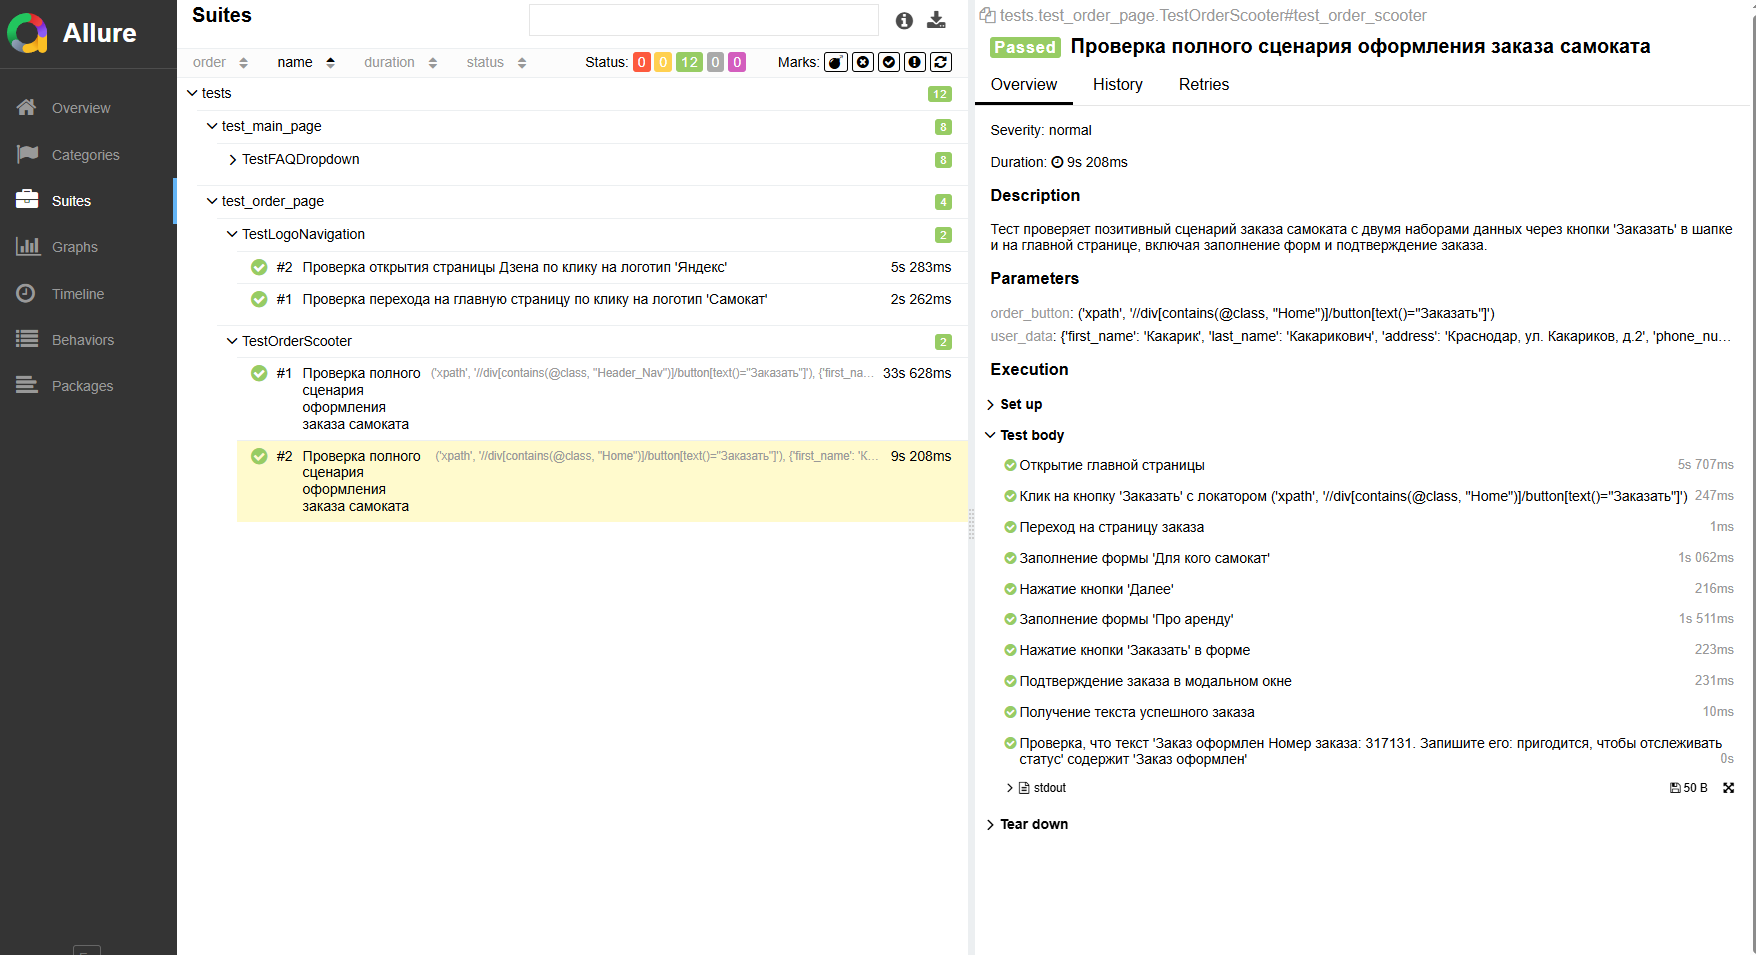 Allure
Overview
Categories
Suites
Graphs
Timeline
Behaviors
Packages
Suites
order name duration status Status: 0 0 12 0 0 Marks:
tests 12
test_main_page 8
TestFAQDropdown 8
test_order_page 4
TestLogoNavigation 2
#2 Проверка открытия страницы Дзена по клику на логотип 'Яндекс' 5s 283ms
#1 Проверка перехода на главную страницу по клику на логотип 'Самокат' 2s 262ms
TestOrderScooter 2
#1 Проверка полного ('xpath', '//div[contains(@class, "Header_Nav")]/button[text()="Заказать"]'), {'first_na... 33s 628ms
сценария
оформления
заказа самоката
#2 Проверка полного ('xpath', '//div[contains(@class, "Home")]/button[text()="Заказать"]'), {'first_name': 'К... 9s 208ms
сценария
оформления
заказа самоката
tests.test_order_page.TestOrderScooter#test_order_scooter
Passed Проверка полного сценария оформления заказа самоката
Overview History Retries
Severity: normal
Duration: 9s 208ms
Description
Тест проверяет позитивный сценарий заказа самоката с двумя наборами данных через кнопки 'Заказать' в шапке
и на главной странице, включая заполнение форм и подтверждение заказа.
Parameters
order_button: ('xpath', '//div[contains(@class, "Home")]/button[text()="Заказать"]')
user_data: {'first_name': 'Какарик', 'last_name': 'Какарикович', 'address': 'Краснодар, ул. Какариков, д.2', 'phone_nu...
Execution
Set up
Test body
Открытие главной страницы 5s 707ms
Клик на кнопку 'Заказать' с локатором ('xpath', '//div[contains(@class, "Home")]/button[text()="Заказать"]') 247ms
Переход на страницу заказа 1ms
Заполнение формы 'Для кого самокат' 1s 062ms
Нажатие кнопки 'Далее' 216ms
Заполнение формы 'Про аренду' 1s 511ms
Нажатие кнопки 'Заказать' в форме 223ms
Подтверждение заказа в модальном окне 231ms
Получение текста успешного заказа 10ms
Проверка, что текст 'Заказ оформлен Номер заказа: 317131. Запишите его: пригодится, чтобы отслеживать
статус' содержит 'Заказ оформлен' 0s
stdout 50 B
Tear down